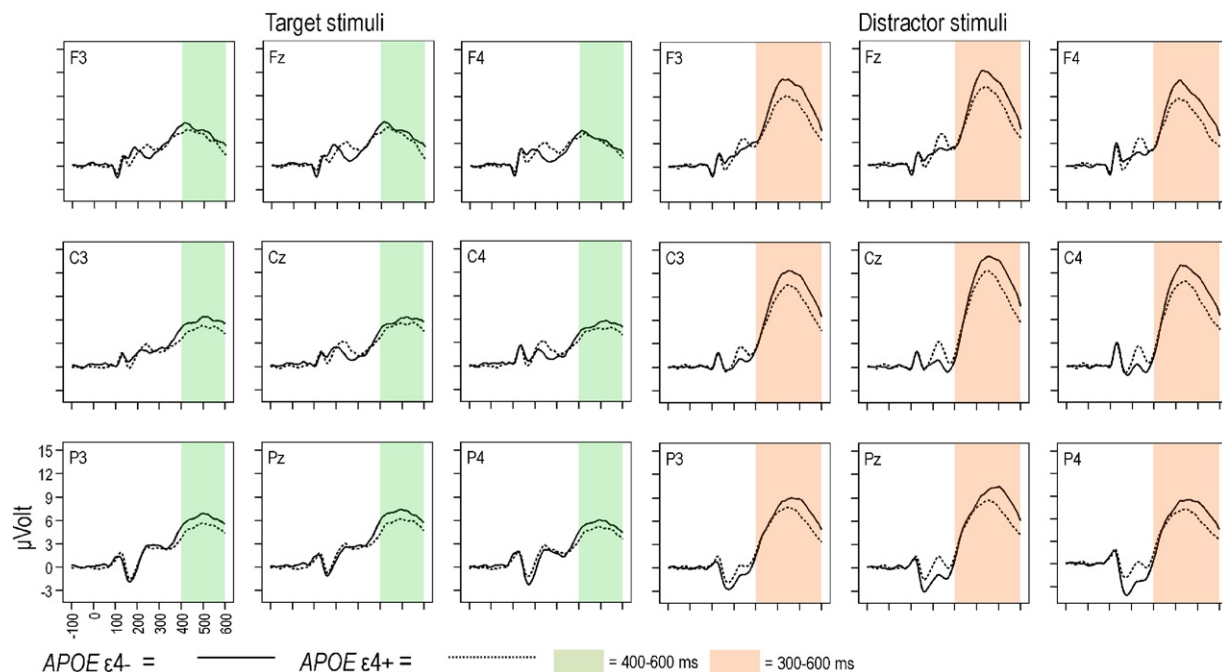 Target stimuli Distractor stimuli
F3 Fz F4 F3 Fz F4
C3 Cz C4 C3 Cz C4
P3 Pz P4 P3 Pz P4
15
12
9
6
3
0
-3
µVolt
-100 0 100 200 300 400 500 600
APOE ε4- = APOE ε4+ = = 400-600 ms = 300-600 ms